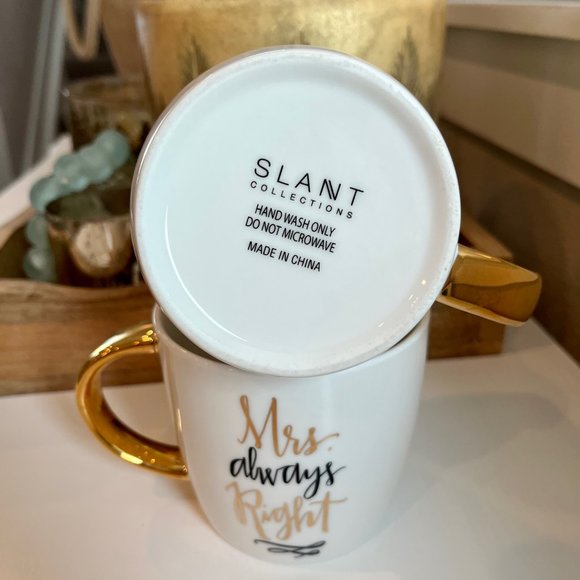 SLANT
COLLECTIONS
HAND WASH ONLY
DO NOT MICROWAVE
MADE IN CHINA
Mrs.
always
Right